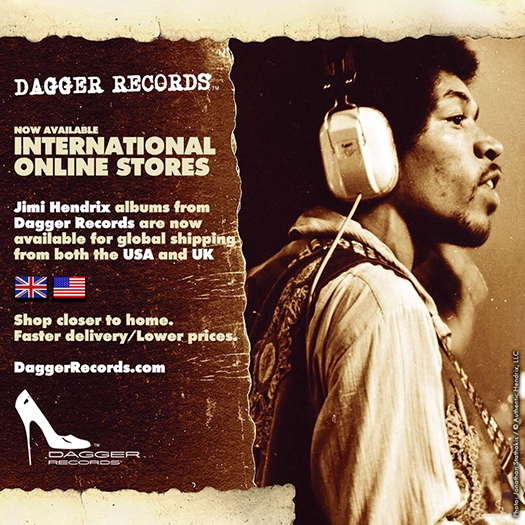 DAGGER RECORDS™
NOW AVAILABLE
INTERNATIONAL
ONLINE STORES
Jimi Hendrix albums from
Dagger Records are now
available for global shipping
from both the USA and UK
Shop closer to home.
Faster delivery/Lower prices.
DaggerRecords.com
™
DAGGER
RECORDS
© Authentic Hendrix, LLC